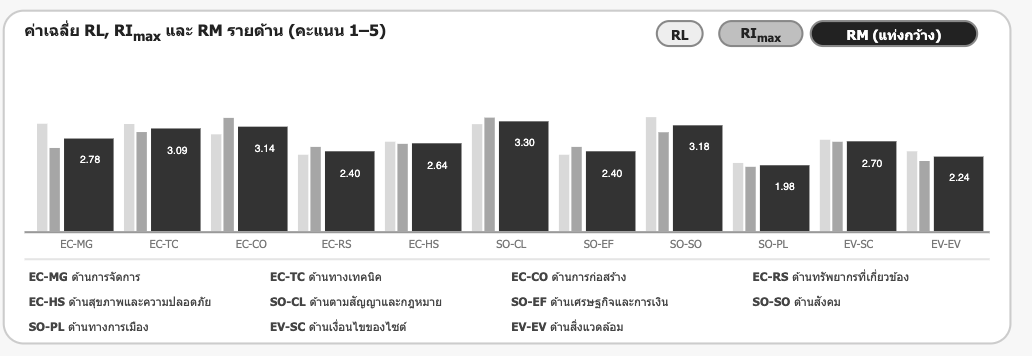 ค่าเฉลี่ย RL, RImax และ RM รายด้าน (คะแนน 1–5)
RL RImax RM (แท่งกว้าง)
2.78 3.09 3.14 2.40 2.64 3.30 2.40 3.18 1.98 2.70 2.24
EC-MG EC-TC EC-CO EC-RS EC-HS SO-CL SO-EF SO-SO SO-PL EV-SC EV-EV
EC-MG ด้านการจัดการ EC-TC ด้านทางเทคนิค EC-CO ด้านการก่อสร้าง EC-RS ด้านทรัพยากรที่เกี่ยวข้อง
EC-HS ด้านสุขภาพและความปลอดภัย SO-CL ด้านตามสัญญาและกฎหมาย SO-EF ด้านเศรษฐกิจและการเงิน SO-SO ด้านสังคม
SO-PL ด้านทางการเมือง EV-SC ด้านเงื่อนไขของไซต์ EV-EV ด้านสิ่งแวดล้อม